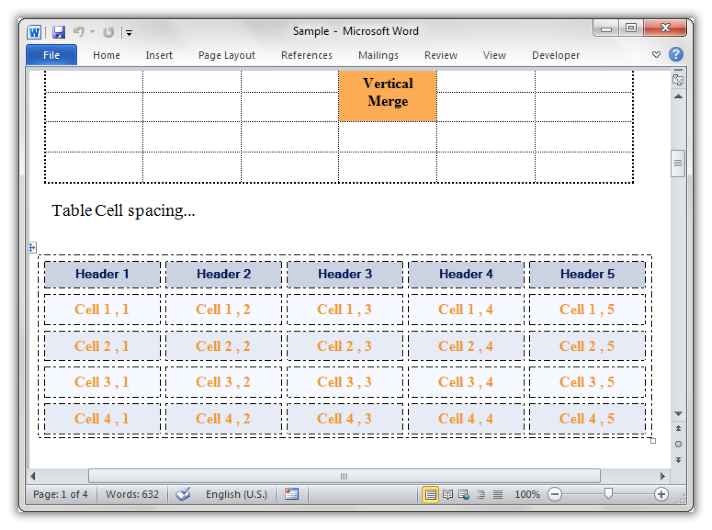 W
Sample - Microsoft Word
File Home Insert Page Layout References Mailings Review View Developer
Vertical
Merge
Table Cell spacing...
Header 1 Header 2 Header 3 Header 4 Header 5
Cell 1 , 1 Cell 1 , 2 Cell 1 , 3 Cell 1 , 4 Cell 1 , 5
Cell 2 , 1 Cell 2 , 2 Cell 2 , 3 Cell 2 , 4 Cell 2 , 5
Cell 3 , 1 Cell 3 , 2 Cell 3 , 3 Cell 3 , 4 Cell 3 , 5
Cell 4 , 1 Cell 4 , 2 Cell 4 , 3 Cell 4 , 4 Cell 4 , 5
Page: 1 of 4 Words: 632 English (U.S.) 100%